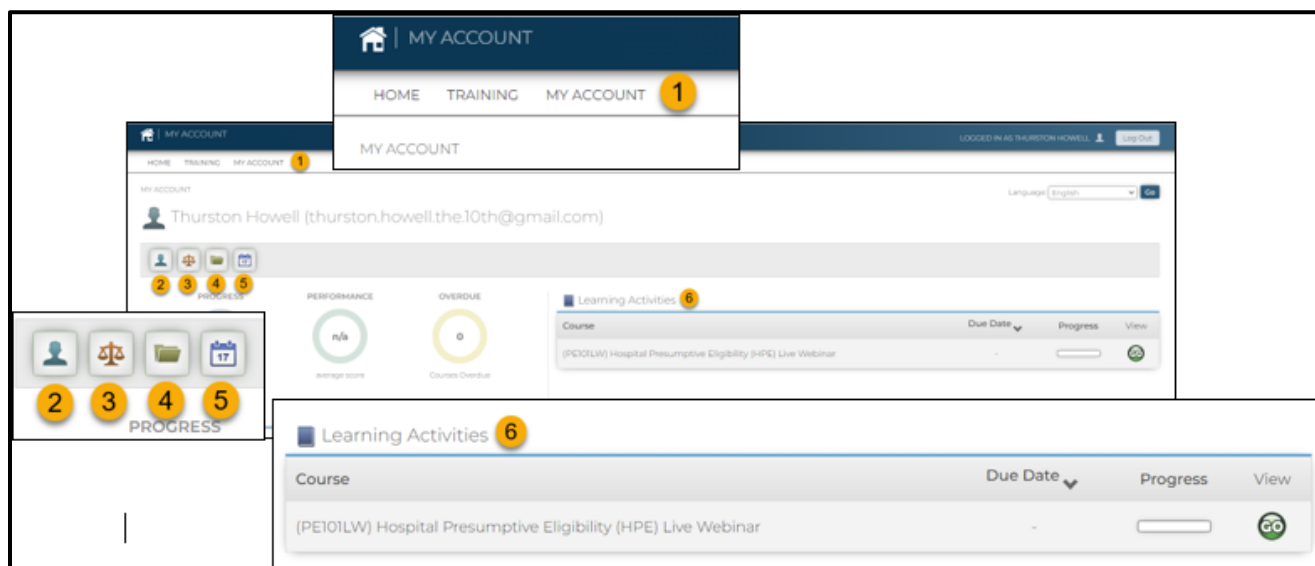 MY ACCOUNT
HOME TRAINING MY ACCOUNT 1
MY ACCOUNT
MY ACCOUNT
LOGGED IN AS THURSTON HOWELL Log Out
HOME TRAINING MY ACCOUNT 1
MY ACCOUNT
Language: English Go
Thurston Howell (thurston.howell.the.10th@gmail.com)
2 3 4 5
PROGRESS PERFORMANCE OVERDUE
n/a 0
average score Courses Overdue
Learning Activities 6
Course Due Date Progress View
(PE101LW) Hospital Presumptive Eligibility (HPE) Live Webinar - GO
17
2 3 4 5
PROGRESS
Learning Activities 6
Course Due Date Progress View
(PE101LW) Hospital Presumptive Eligibility (HPE) Live Webinar - GO